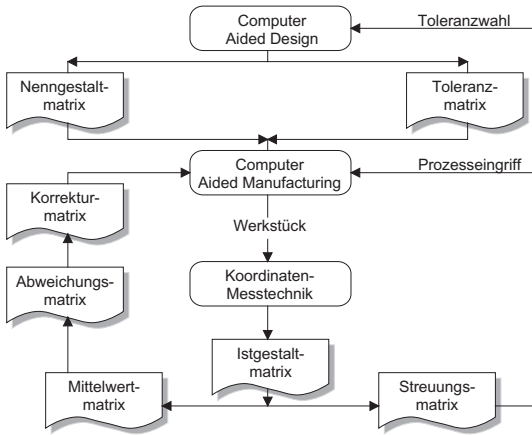 Computer
Aided Design
Toleranzwahl
Nenngestalt-
matrix
Toleranz-
matrix
Computer
Aided Manufacturing
Prozesseingriff
Korrektur-
matrix
Werkstück
Abweichungs-
matrix
Koordinaten-
Messtechnik
Istgestalt-
matrix
Mittelwert-
matrix
Streuungs-
matrix